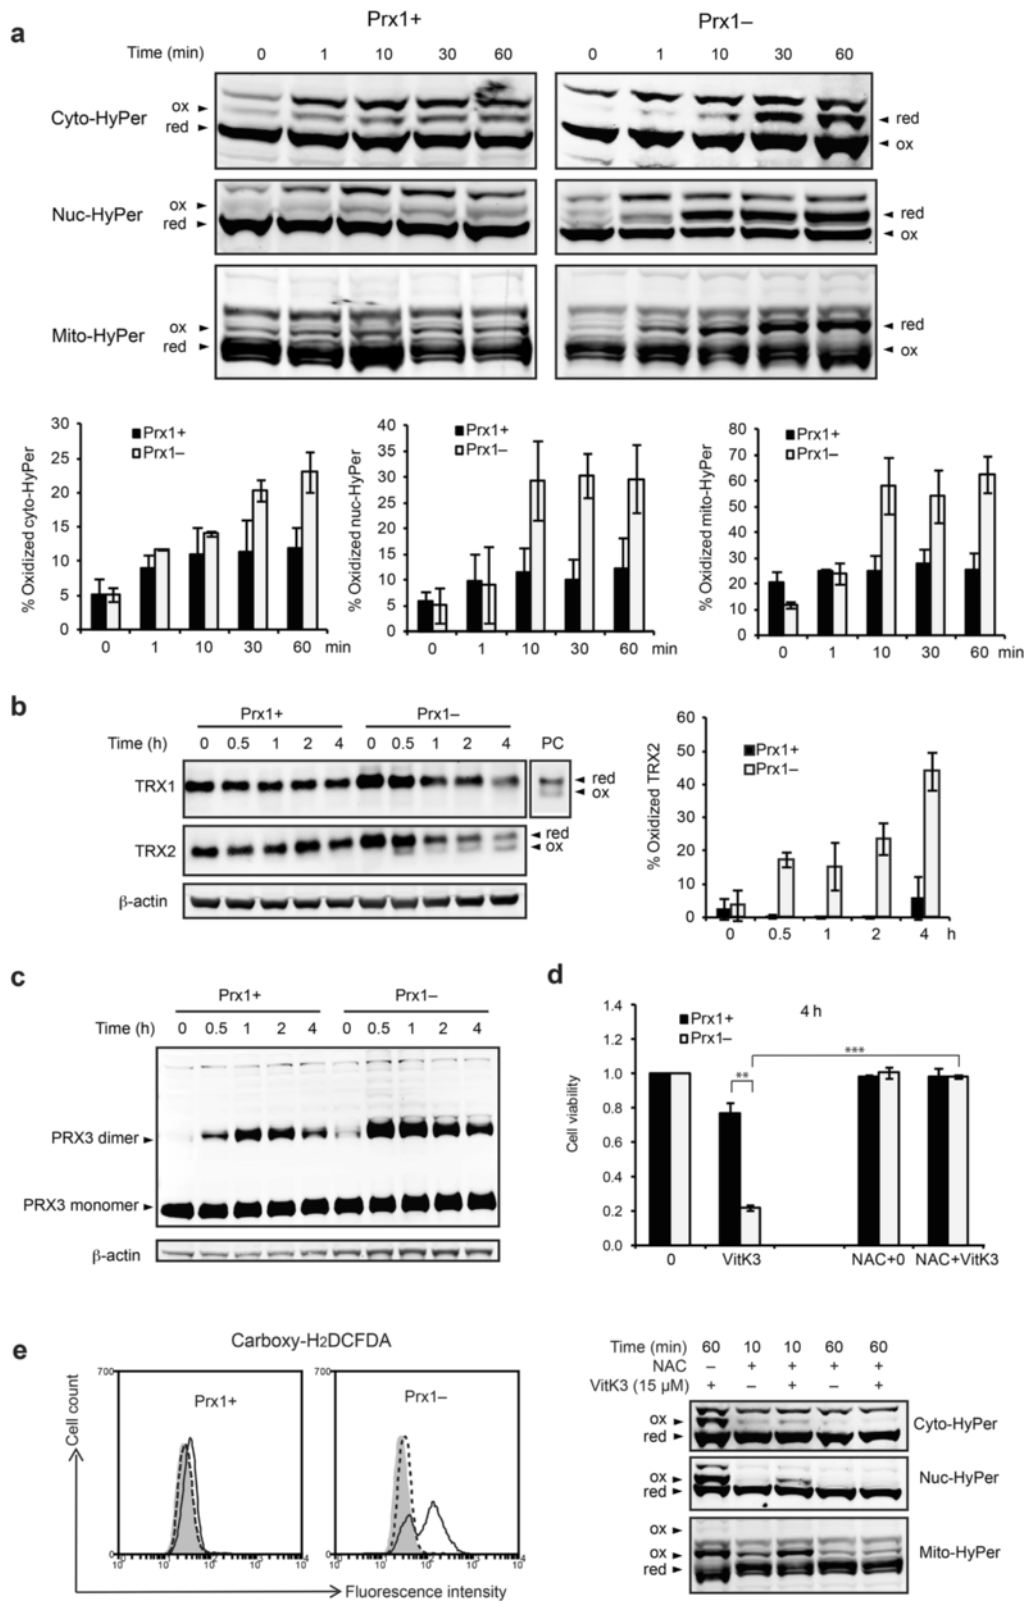 a
Prx1+ Prx1–
Time (min) 0 1 10 30 60 0 1 10 30 60
Cyto-HyPer ox red red ox
Nuc-HyPer ox red red ox
Mito-HyPer ox red red ox
% Oxidized cyto-HyPer
30
25
20
15
10
5
0
Prx1+
Prx1–
0 1 10 30 60 min
% Oxidized nuc-HyPer
40
35
30
25
20
15
10
5
0
Prx1+
Prx1–
0 1 10 30 60 min
% Oxidized mito-HyPer
80
70
60
50
40
30
20
10
0
Prx1+
Prx1–
0 1 10 30 60 min
b
Prx1+ Prx1–
Time (h) 0 0.5 1 2 4 0 0.5 1 2 4 PC
TRX1 red
ox
TRX2 red
ox
β-actin
% Oxidized TRX2
60
50
40
30
20
10
0
Prx1+
Prx1–
0 0.5 1 2 4 h
c
Prx1+ Prx1–
Time (h) 0 0.5 1 2 4 0 0.5 1 2 4
PRX3 dimer
PRX3 monomer
β-actin
d
Cell viability
1.4
1.2
1.0
0.8
0.6
0.4
0.2
0.0
Prx1+
Prx1–
4 h
**
***
0 VitK3 NAC+0 NAC+VitK3
e
Carboxy-H2DCFDA
700 700
Prx1+ Prx1–
0
Cell count
10⁰ 10¹ 10² 10³ 10⁴ 10⁰ 10¹ 10² 10³ 10⁴
Fluorescence intensity
Time (min) 60 10 10 60 60
NAC – + + + +
VitK3 (15 µM) + – + – +
ox
red
Cyto-HyPer
ox
red
Nuc-HyPer
ox
ox
red
Mito-HyPer